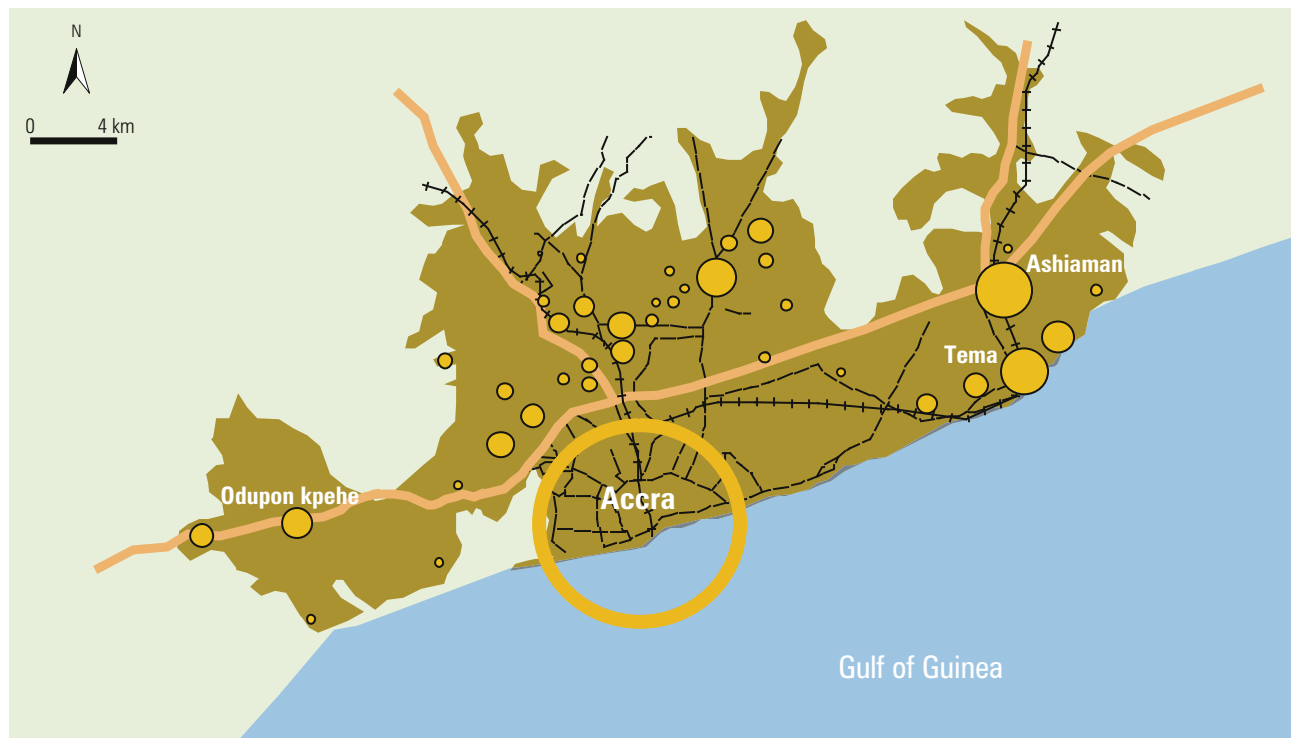 N
0 4 km
Ashiaman
Tema
Odupon kpehe
Accra
Gulf of Guinea